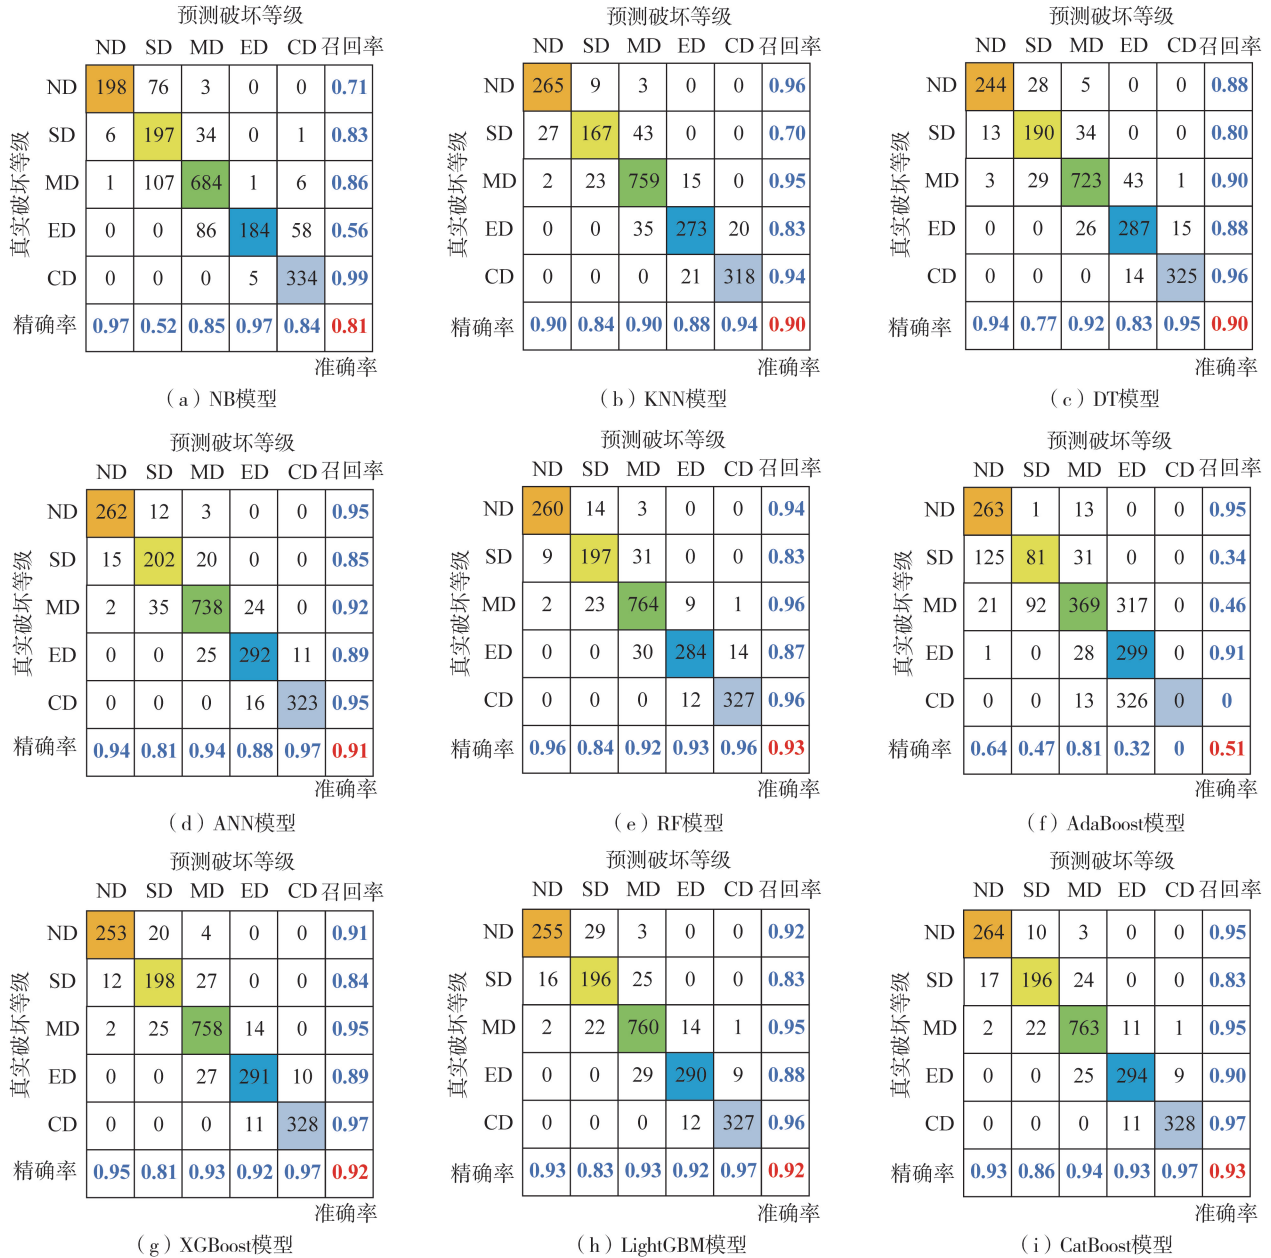 预测破坏等级
ND SD MD ED CD 召回率
真实破坏等级
ND 198 76 3 0 0 0.71
SD 6 197 34 0 1 0.83
MD 1 107 684 1 6 0.86
ED 0 0 86 184 58 0.56
CD 0 0 0 5 334 0.99
精确率 0.97 0.52 0.85 0.97 0.84 0.81
准确率
(a)NB模型
预测破坏等级
ND SD MD ED CD 召回率
真实破坏等级
ND 265 9 3 0 0 0.96
SD 27 167 43 0 0 0.70
MD 2 23 759 15 0 0.95
ED 0 0 35 273 20 0.83
CD 0 0 0 21 318 0.94
精确率 0.90 0.84 0.90 0.88 0.94 0.90
准确率
(b)KNN模型
预测破坏等级
ND SD MD ED CD 召回率
真实破坏等级
ND 244 28 5 0 0 0.88
SD 13 190 34 0 0 0.80
MD 3 29 723 43 1 0.90
ED 0 0 26 287 15 0.88
CD 0 0 0 14 325 0.96
精确率 0.94 0.77 0.92 0.83 0.95 0.90
准确率
(c)DT模型
预测破坏等级
ND SD MD ED CD 召回率
真实破坏等级
ND 262 12 3 0 0 0.95
SD 15 202 20 0 0 0.85
MD 2 35 738 24 0 0.92
ED 0 0 25 292 11 0.89
CD 0 0 0 16 323 0.95
精确率 0.94 0.81 0.94 0.88 0.97 0.91
准确率
(d)ANN模型
预测破坏等级
ND SD MD ED CD 召回率
真实破坏等级
ND 260 14 3 0 0 0.94
SD 9 197 31 0 0 0.83
MD 2 23 764 9 1 0.96
ED 0 0 30 284 14 0.87
CD 0 0 0 12 327 0.96
精确率 0.96 0.84 0.92 0.93 0.96 0.93
准确率
(e)RF模型
预测破坏等级
ND SD MD ED CD 召回率
真实破坏等级
ND 263 1 13 0 0 0.95
SD 125 81 31 0 0 0.34
MD 21 92 369 317 0 0.46
ED 1 0 28 299 0 0.91
CD 0 0 13 326 0 0
精确率 0.64 0.47 0.81 0.32 0 0.51
准确率
(f)AdaBoost模型
预测破坏等级
ND SD MD ED CD 召回率
真实破坏等级
ND 253 20 4 0 0 0.91
SD 12 198 27 0 0 0.84
MD 2 25 758 14 0 0.95
ED 0 0 27 291 10 0.89
CD 0 0 0 11 328 0.97
精确率 0.95 0.81 0.93 0.92 0.97 0.92
准确率
(g)XGBoost模型
预测破坏等级
ND SD MD ED CD 召回率
真实破坏等级
ND 255 29 3 0 0 0.92
SD 16 196 25 0 0 0.83
MD 2 22 760 14 1 0.95
ED 0 0 29 290 9 0.88
CD 0 0 0 12 327 0.96
精确率 0.93 0.83 0.93 0.92 0.97 0.92
准确率
(h)LightGBM模型
预测破坏等级
ND SD MD ED CD 召回率
真实破坏等级
ND 264 10 3 0 0 0.95
SD 17 196 24 0 0 0.83
MD 2 22 763 11 1 0.95
ED 0 0 25 294 9 0.90
CD 0 0 0 11 328 0.97
精确率 0.93 0.86 0.94 0.93 0.97 0.93
准确率
(i)CatBoost模型